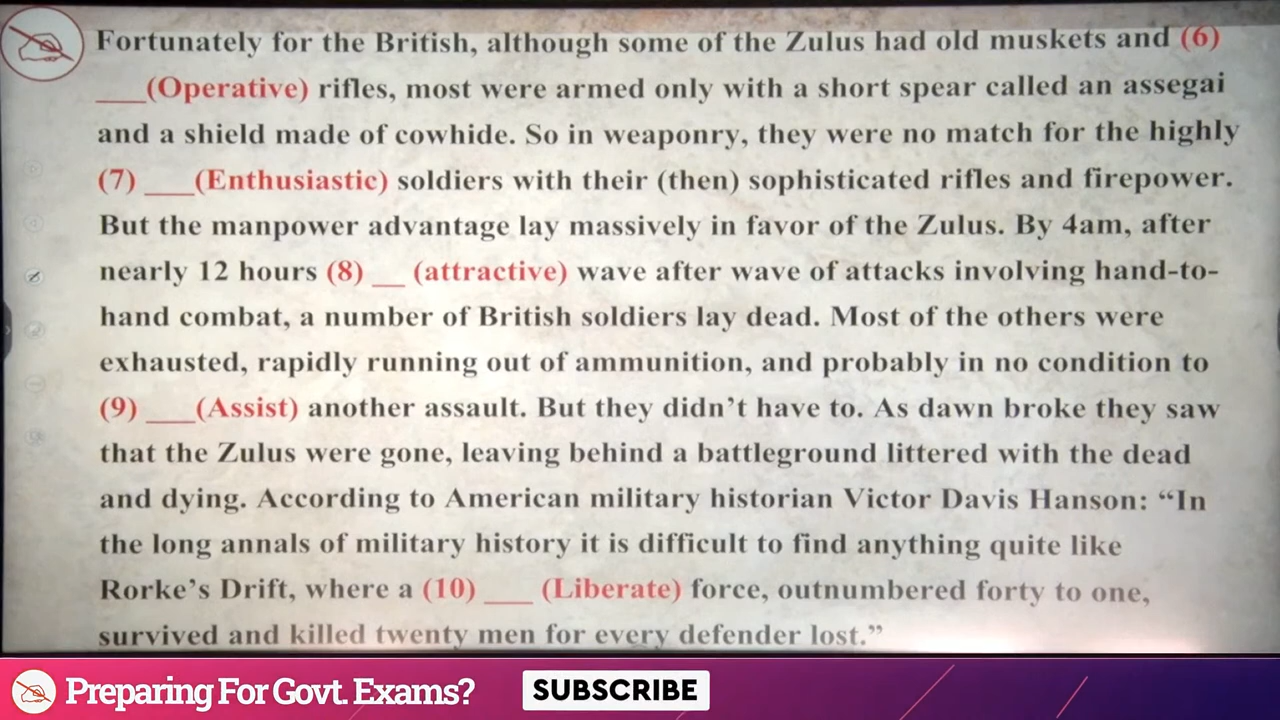 Fortunately for the British, although some of the Zulus had old muskets and (6)
___(Operative) rifles, most were armed only with a short spear called an assegai
and a shield made of cowhide. So in weaponry, they were no match for the highly
(7) ___(Enthusiastic) soldiers with their (then) sophisticated rifles and firepower.
But the manpower advantage lay massively in favor of the Zulus. By 4am, after
nearly 12 hours (8) __ (attractive) wave after wave of attacks involving hand-to-
hand combat, a number of British soldiers lay dead. Most of the others were
exhausted, rapidly running out of ammunition, and probably in no condition to
(9) ___(Assist) another assault. But they didn’t have to. As dawn broke they saw
that the Zulus were gone, leaving behind a battleground littered with the dead
and dying. According to American military historian Victor Davis Hanson: “In
the long annals of military history it is difficult to find anything quite like
Rorke’s Drift, where a (10) ___ (Liberate) force, outnumbered forty to one,
survived and killed twenty men for every defender lost.”
Preparing For Govt. Exams? SUBSCRIBE